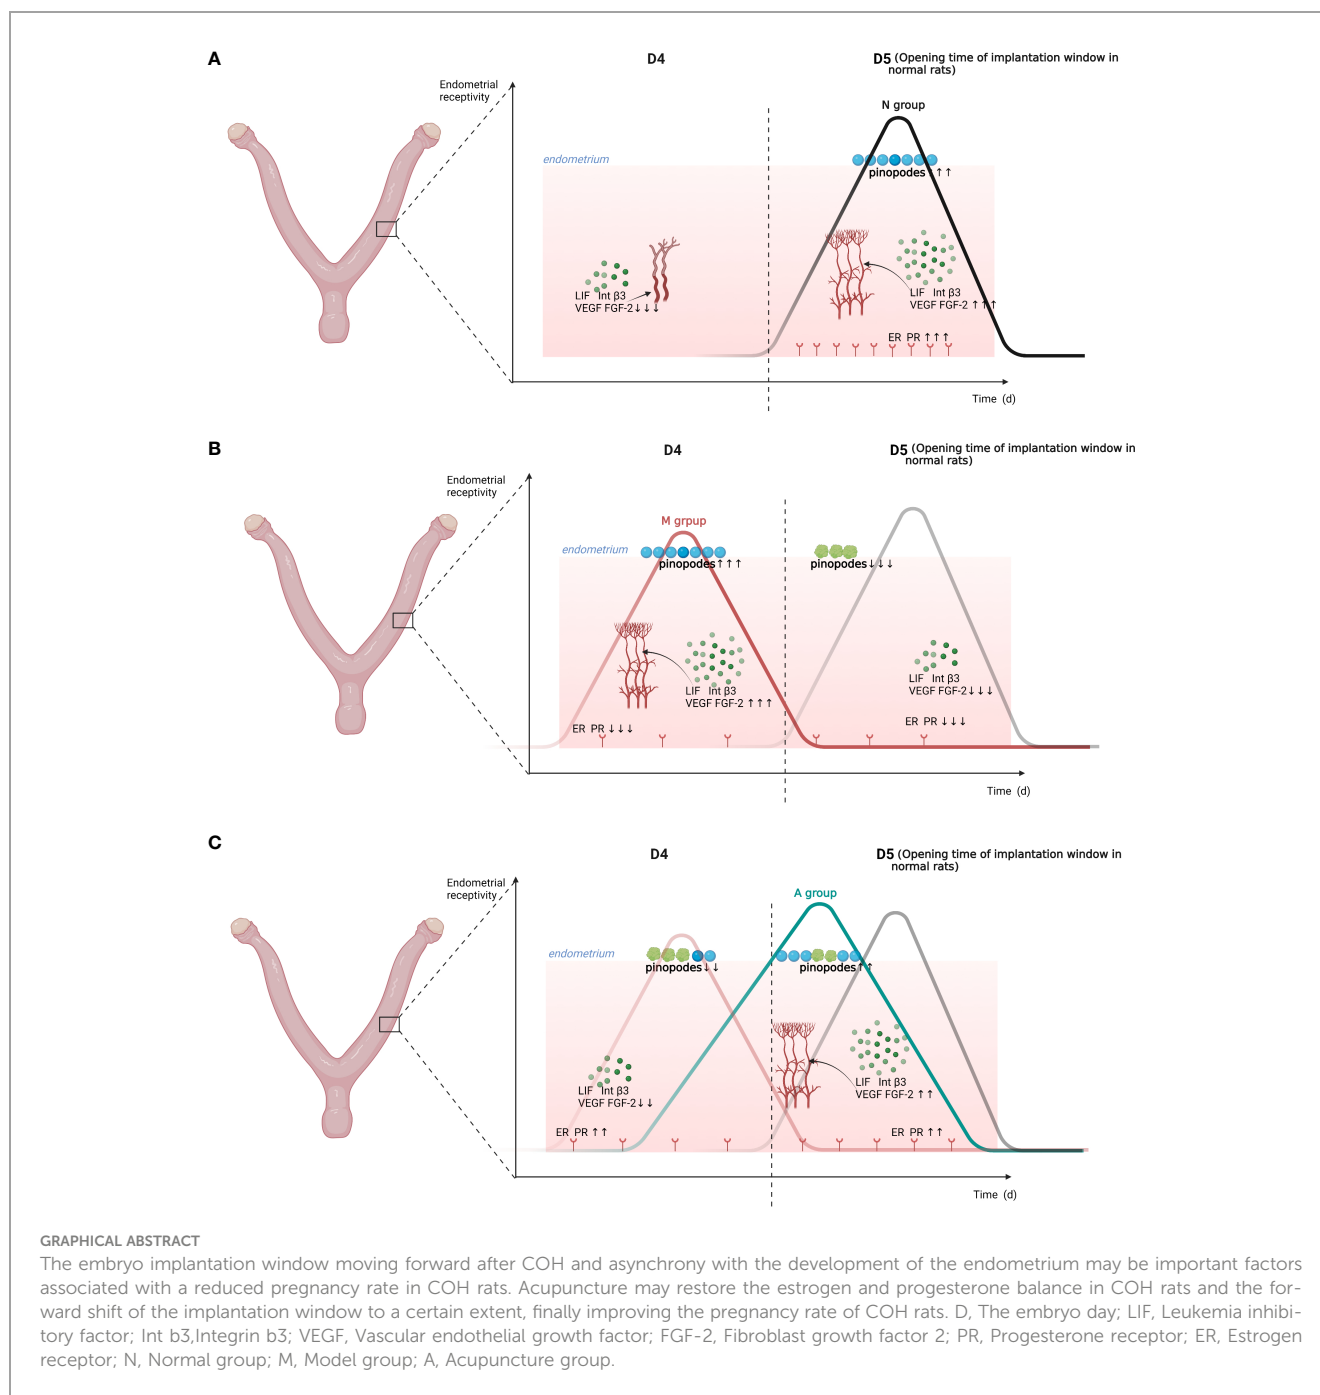 A
D4
D5 (Opening time of implantation window in
normal rats)
Endometrial
receptivity
N group
endometrium
pinopodes↑↑↑
LIF Int β3
VEGF FGF-2↓↓↓
LIF Int β3
VEGF FGF-2 ↑↑↑
ER PR ↑↑↑
Time (d)
B
D4
D5 (Opening time of implantation window in
normal rats)
Endometrial
receptivity
M grpup
endometrium
pinopodes↑↑↑
pinopodes↓↓↓
LIF Int β3
VEGF FGF-2 ↑↑↑
LIF Int β3
VEGF FGF-2↓↓↓
ER PR ↓↓↓
ER PR ↓↓↓
Time (d)
C
D4
D5 (Opening time of implantation window in
normal rats)
Endometrial
receptivity
A group
endometrium
pinopodes↓↓
pinopodes↑↑
LIF Int β3
VEGF FGF-2↓↓
LIF Int β3
VEGF FGF-2 ↑↑
ER PR ↑↑
ER PR ↑↑
Time (d)
GRAPHICAL ABSTRACT
The embryo implantation window moving forward after COH and asynchrony with the development of the endometrium may be important factors
associated with a reduced pregnancy rate in COH rats. Acupuncture may restore the estrogen and progesterone balance in COH rats and the for-
ward shift of the implantation window to a certain extent, finally improving the pregnancy rate of COH rats. D, The embryo day; LIF, Leukemia inhibi-
tory factor; Int b3,Integrin b3; VEGF, Vascular endothelial growth factor; FGF-2, Fibroblast growth factor 2; PR, Progesterone receptor; ER, Estrogen
receptor; N, Normal group; M, Model group; A, Acupuncture group.